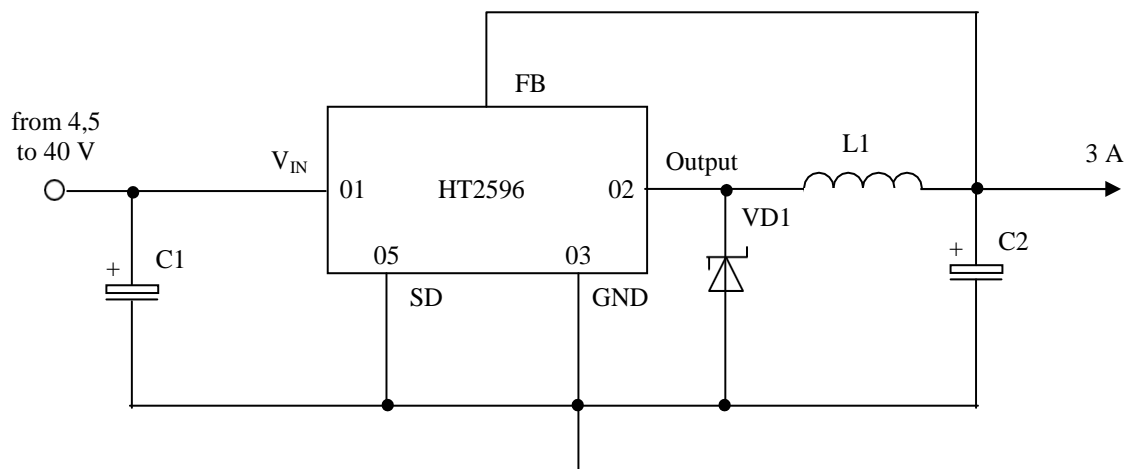 FB
from 4,5
to 40 V
V_IN
01
HT2596
02
Output
L1
3 A
VD1
+
C1
05
03
SD
GND
+
C2